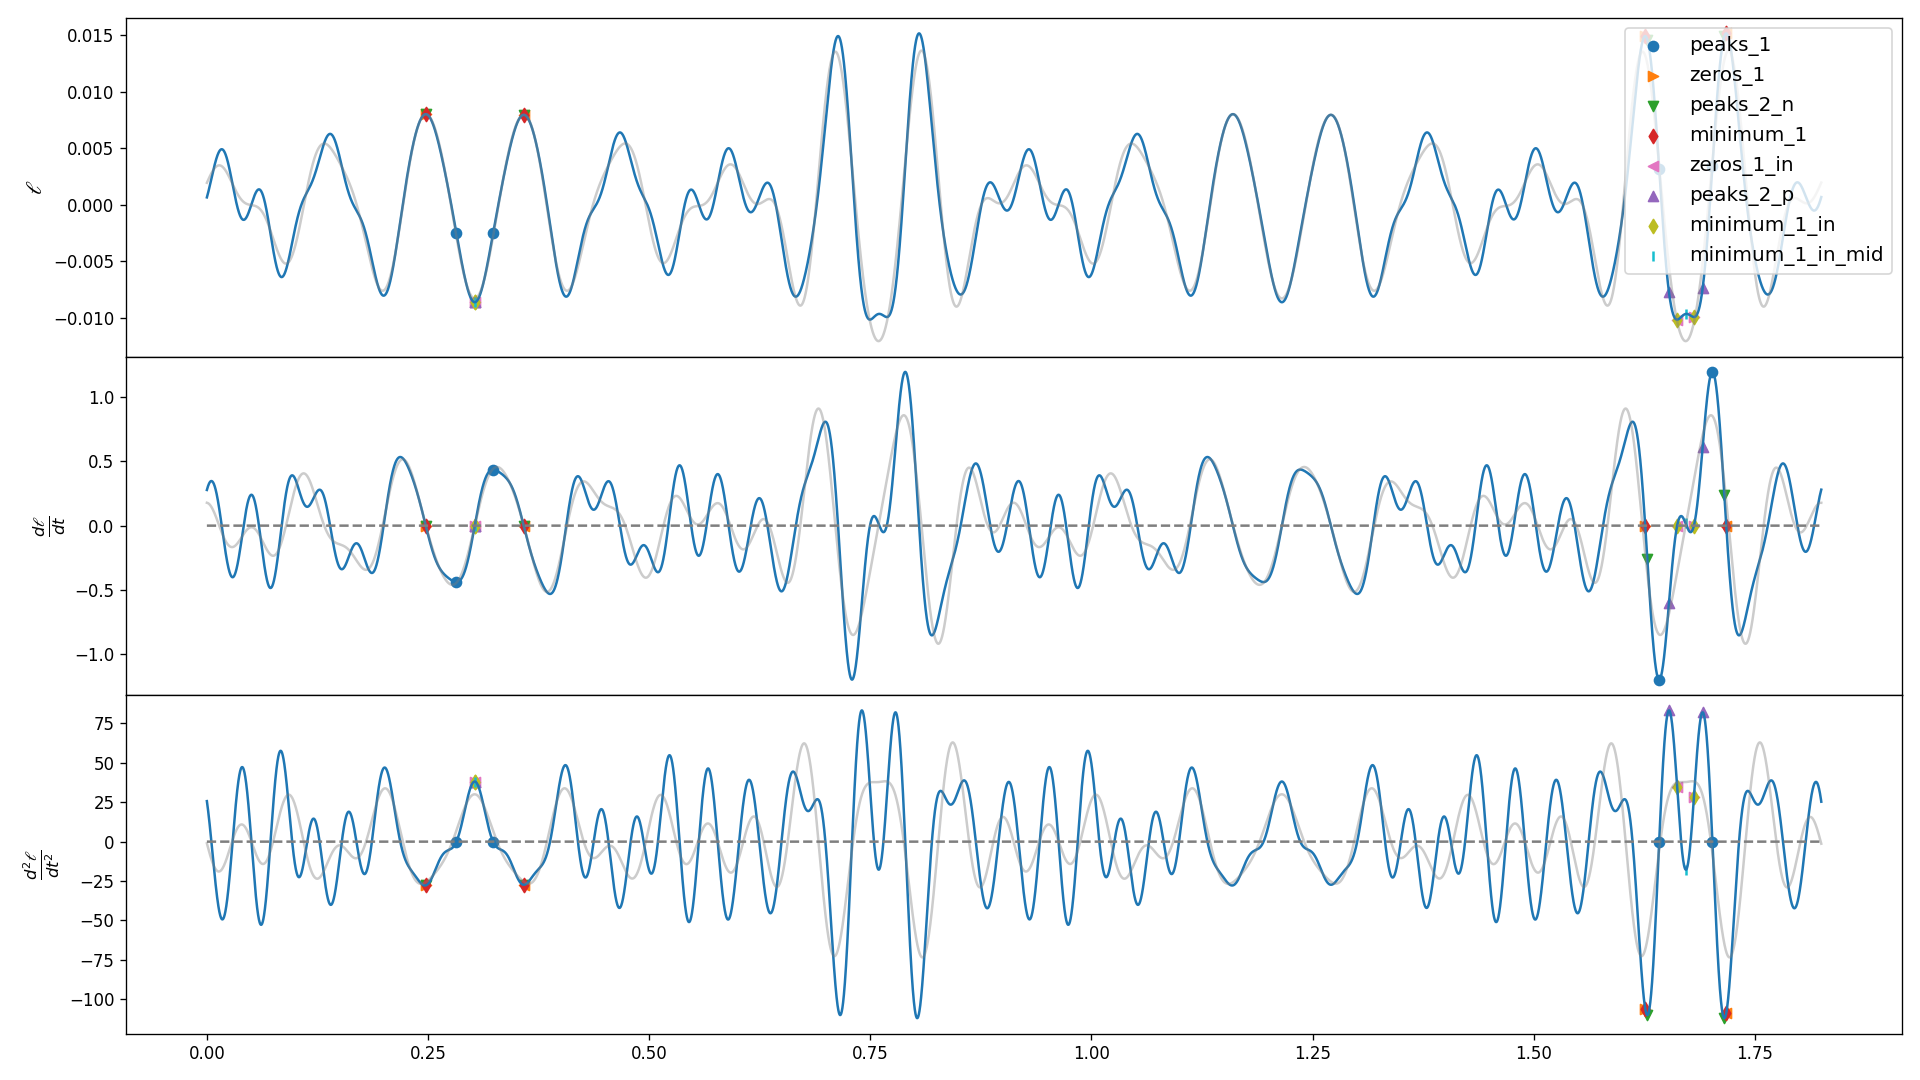 0.015
0.010
0.005
0.000
−0.005
−0.010
ℓ
peaks_1
zeros_1
peaks_2_n
minimum_1
zeros_1_in
peaks_2_p
minimum_1_in
minimum_1_in_mid
1.0
0.5
0.0
−0.5
−1.0
dℓ
dt
75
50
25
0
−25
−50
−75
−100
d²ℓ
dt²
0.00 0.25 0.50 0.75 1.00 1.25 1.50 1.75